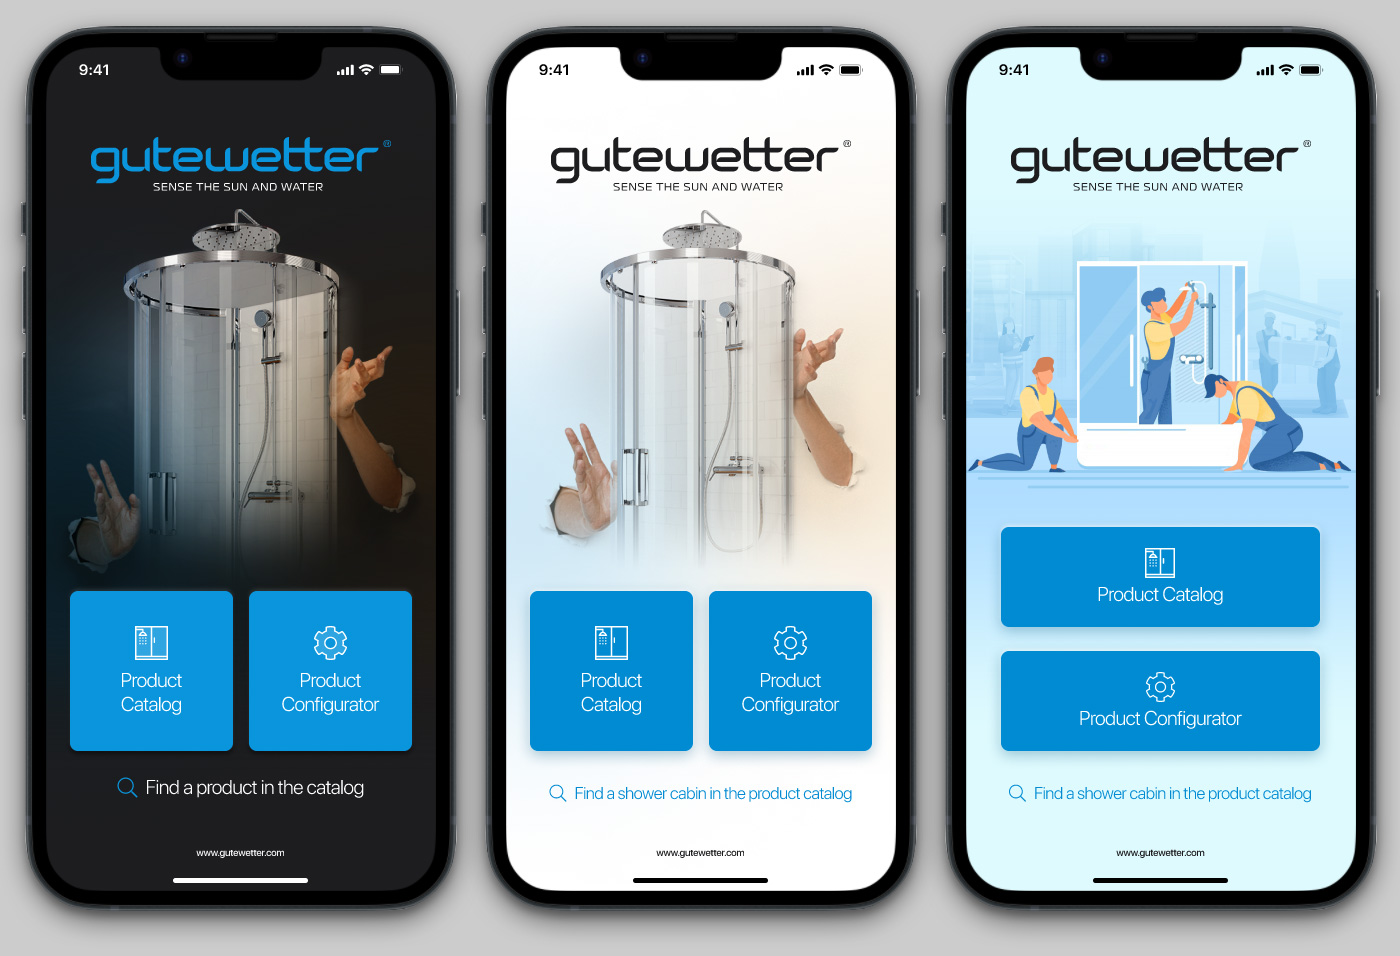 9:41
gutewetter®
SENSE THE SUN AND WATER
Product
Catalog
Product
Configurator
Find a product in the catalog
www.gutewetter.com
9:41
gutewetter®
SENSE THE SUN AND WATER
Product
Catalog
Product
Configurator
Find a shower cabin in the product catalog
www.gutewetter.com
9:41
gutewetter®
SENSE THE SUN AND WATER
Product Catalog
Product Configurator
Find a shower cabin in the product catalog
www.gutewetter.com